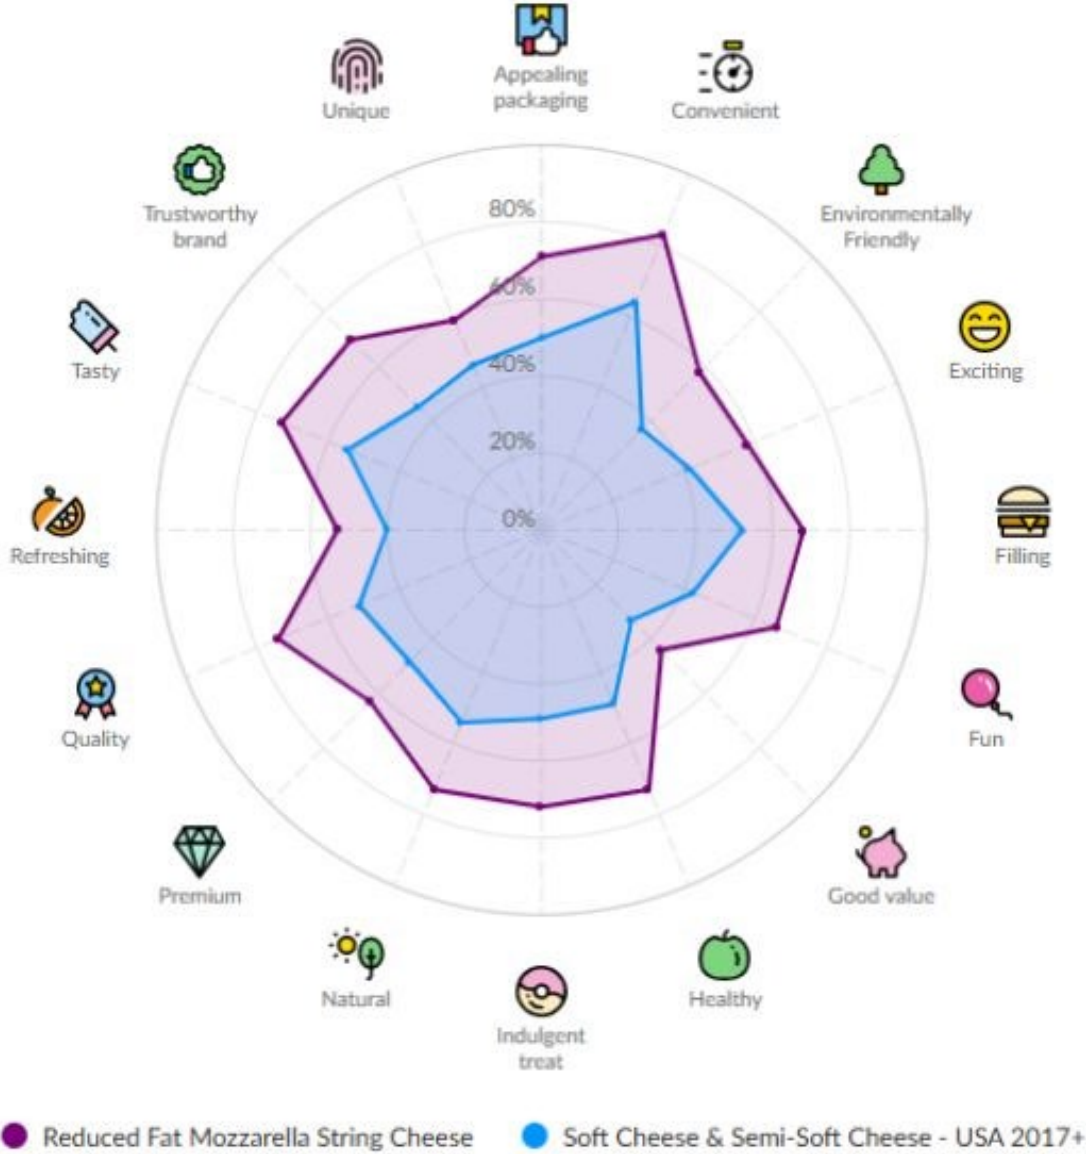 Appealing
packaging
Unique
Convenient
Trustworthy
brand
Environmentally
Friendly
80%
60%
40%
20%
0%
Tasty
Exciting
Refreshing
Filling
Quality
Fun
Premium
Good value
Natural
Healthy
Indulgent
treat
Reduced Fat Mozzarella String Cheese
Soft Cheese & Semi-Soft Cheese - USA 2017+